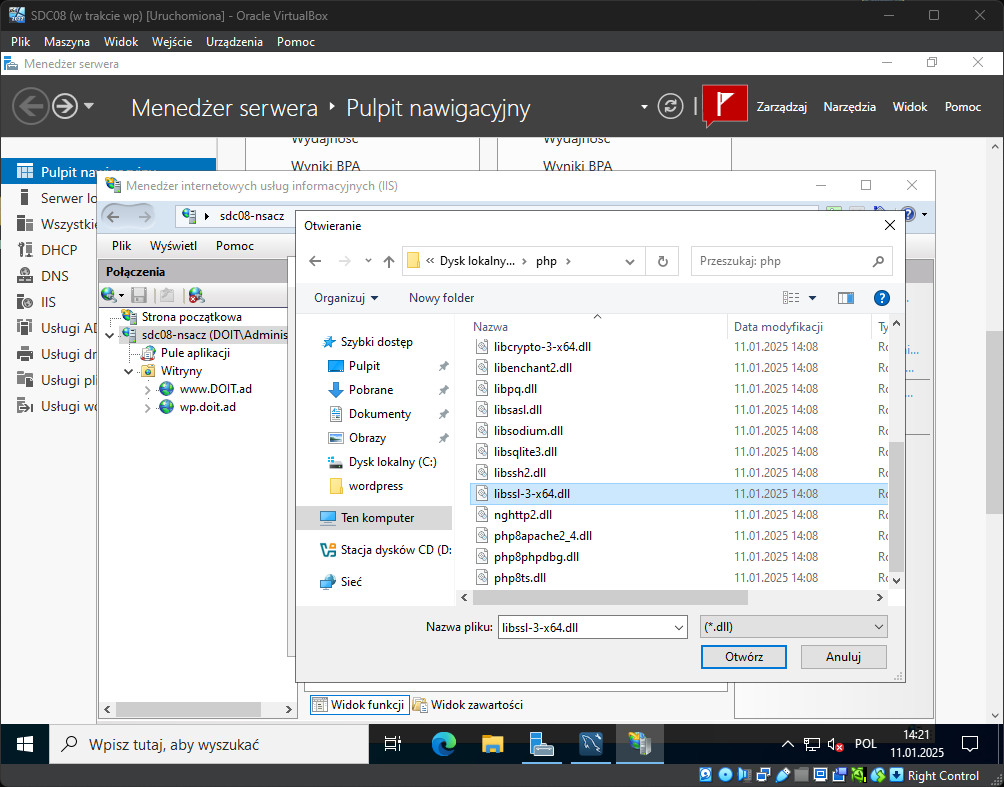 SDC08 (w trakcie wp) [Uruchomiona] - Oracle VirtualBox
Plik Maszyna Widok Wejście Urządzenia Pomoc
Menedżer serwera
Menedżer serwera Pulpit nawigacyjny
Zarządzaj Narzędzia Widok Pomoc
Wydajność Wydajność
Wyniki BPA Wyniki BPA
Pulpit nawigacyjny
Serwer lo
Wszystkie
DHCP
DNS
IIS
Usługi AD
Usługi dr
Usługi pli
Usługi wd
Menedżer internetowych usług informacyjnych (IIS)
sdc08-nsacz
Plik Wyświetl Pomoc
Połączenia
Strona początkowa
sdc08-nsacz (DOIT\Adminis
Pule aplikacji
Witryny
www.DOIT.ad
wp.doit.ad
Otwieranie
« Dysk lokalny... php
Przeszukaj: php
Organizuj Nowy folder
Szybki dostęp
Pulpit
Pobrane
Dokumenty
Obrazy
Dysk lokalny (C:)
wordpress
Ten komputer
Stacja dysków CD (D:
Sieć
Nazwa Data modyfikacji Ty
libcrypto-3-x64.dll 11.01.2025 14:08 Ro
libenchant2.dll 11.01.2025 14:08 Ro
libpq.dll 11.01.2025 14:08 Ro
libsasl.dll 11.01.2025 14:08 Ro
libsodium.dll 11.01.2025 14:08 Ro
libsqlite3.dll 11.01.2025 14:08 Ro
libssh2.dll 11.01.2025 14:08 Ro
libssl-3-x64.dll 11.01.2025 14:08 Ro
nghttp2.dll 11.01.2025 14:08 Ro
php8apache2_4.dll 11.01.2025 14:08 Ro
php8phpdbg.dll 11.01.2025 14:08 Ro
php8ts.dll 11.01.2025 14:08 Ro
Nazwa pliku: libssl-3-x64.dll (*.dll)
Otwórz Anuluj
Widok funkcji Widok zawartości
Wpisz tutaj, aby wyszukać
POL
14:21
11.01.2025
Right Control